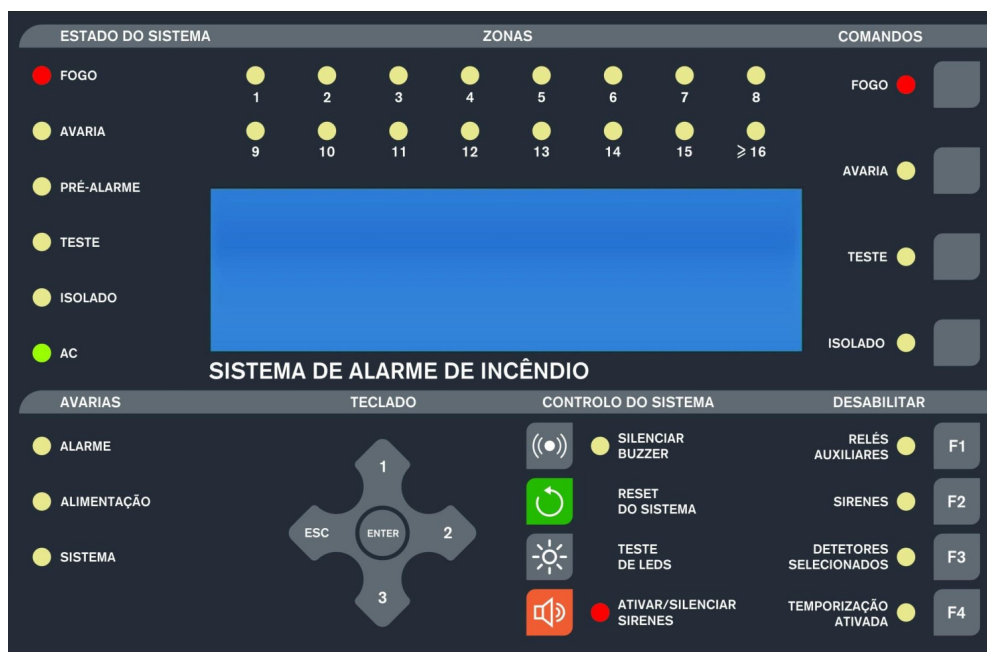 ESTADO DO SISTEMA
ZONAS
COMANDOS
FOGO
AVARIA
PRÉ-ALARME
TESTE
ISOLADO
AC
1 2 3 4 5 6 7 8
9 10 11 12 13 14 15 ⩾ 16
FOGO
AVARIA
TESTE
ISOLADO
SISTEMA DE ALARME DE INCÊNDIO
AVARIAS
TECLADO
CONTROLO DO SISTEMA
DESABILITAR
ALARME
ALIMENTAÇÃO
SISTEMA
1
ESC ENTER 2
3
SILENCIAR
BUZZER
RESET
DO SISTEMA
TESTE
DE LEDS
ATIVAR/SILENCIAR
SIRENES
RELÉS
AUXILIARES
F1
SIRENES
F2
DETETORES
SELECIONADOS
F3
TEMPORIZAÇÃO
ATIVADA
F4